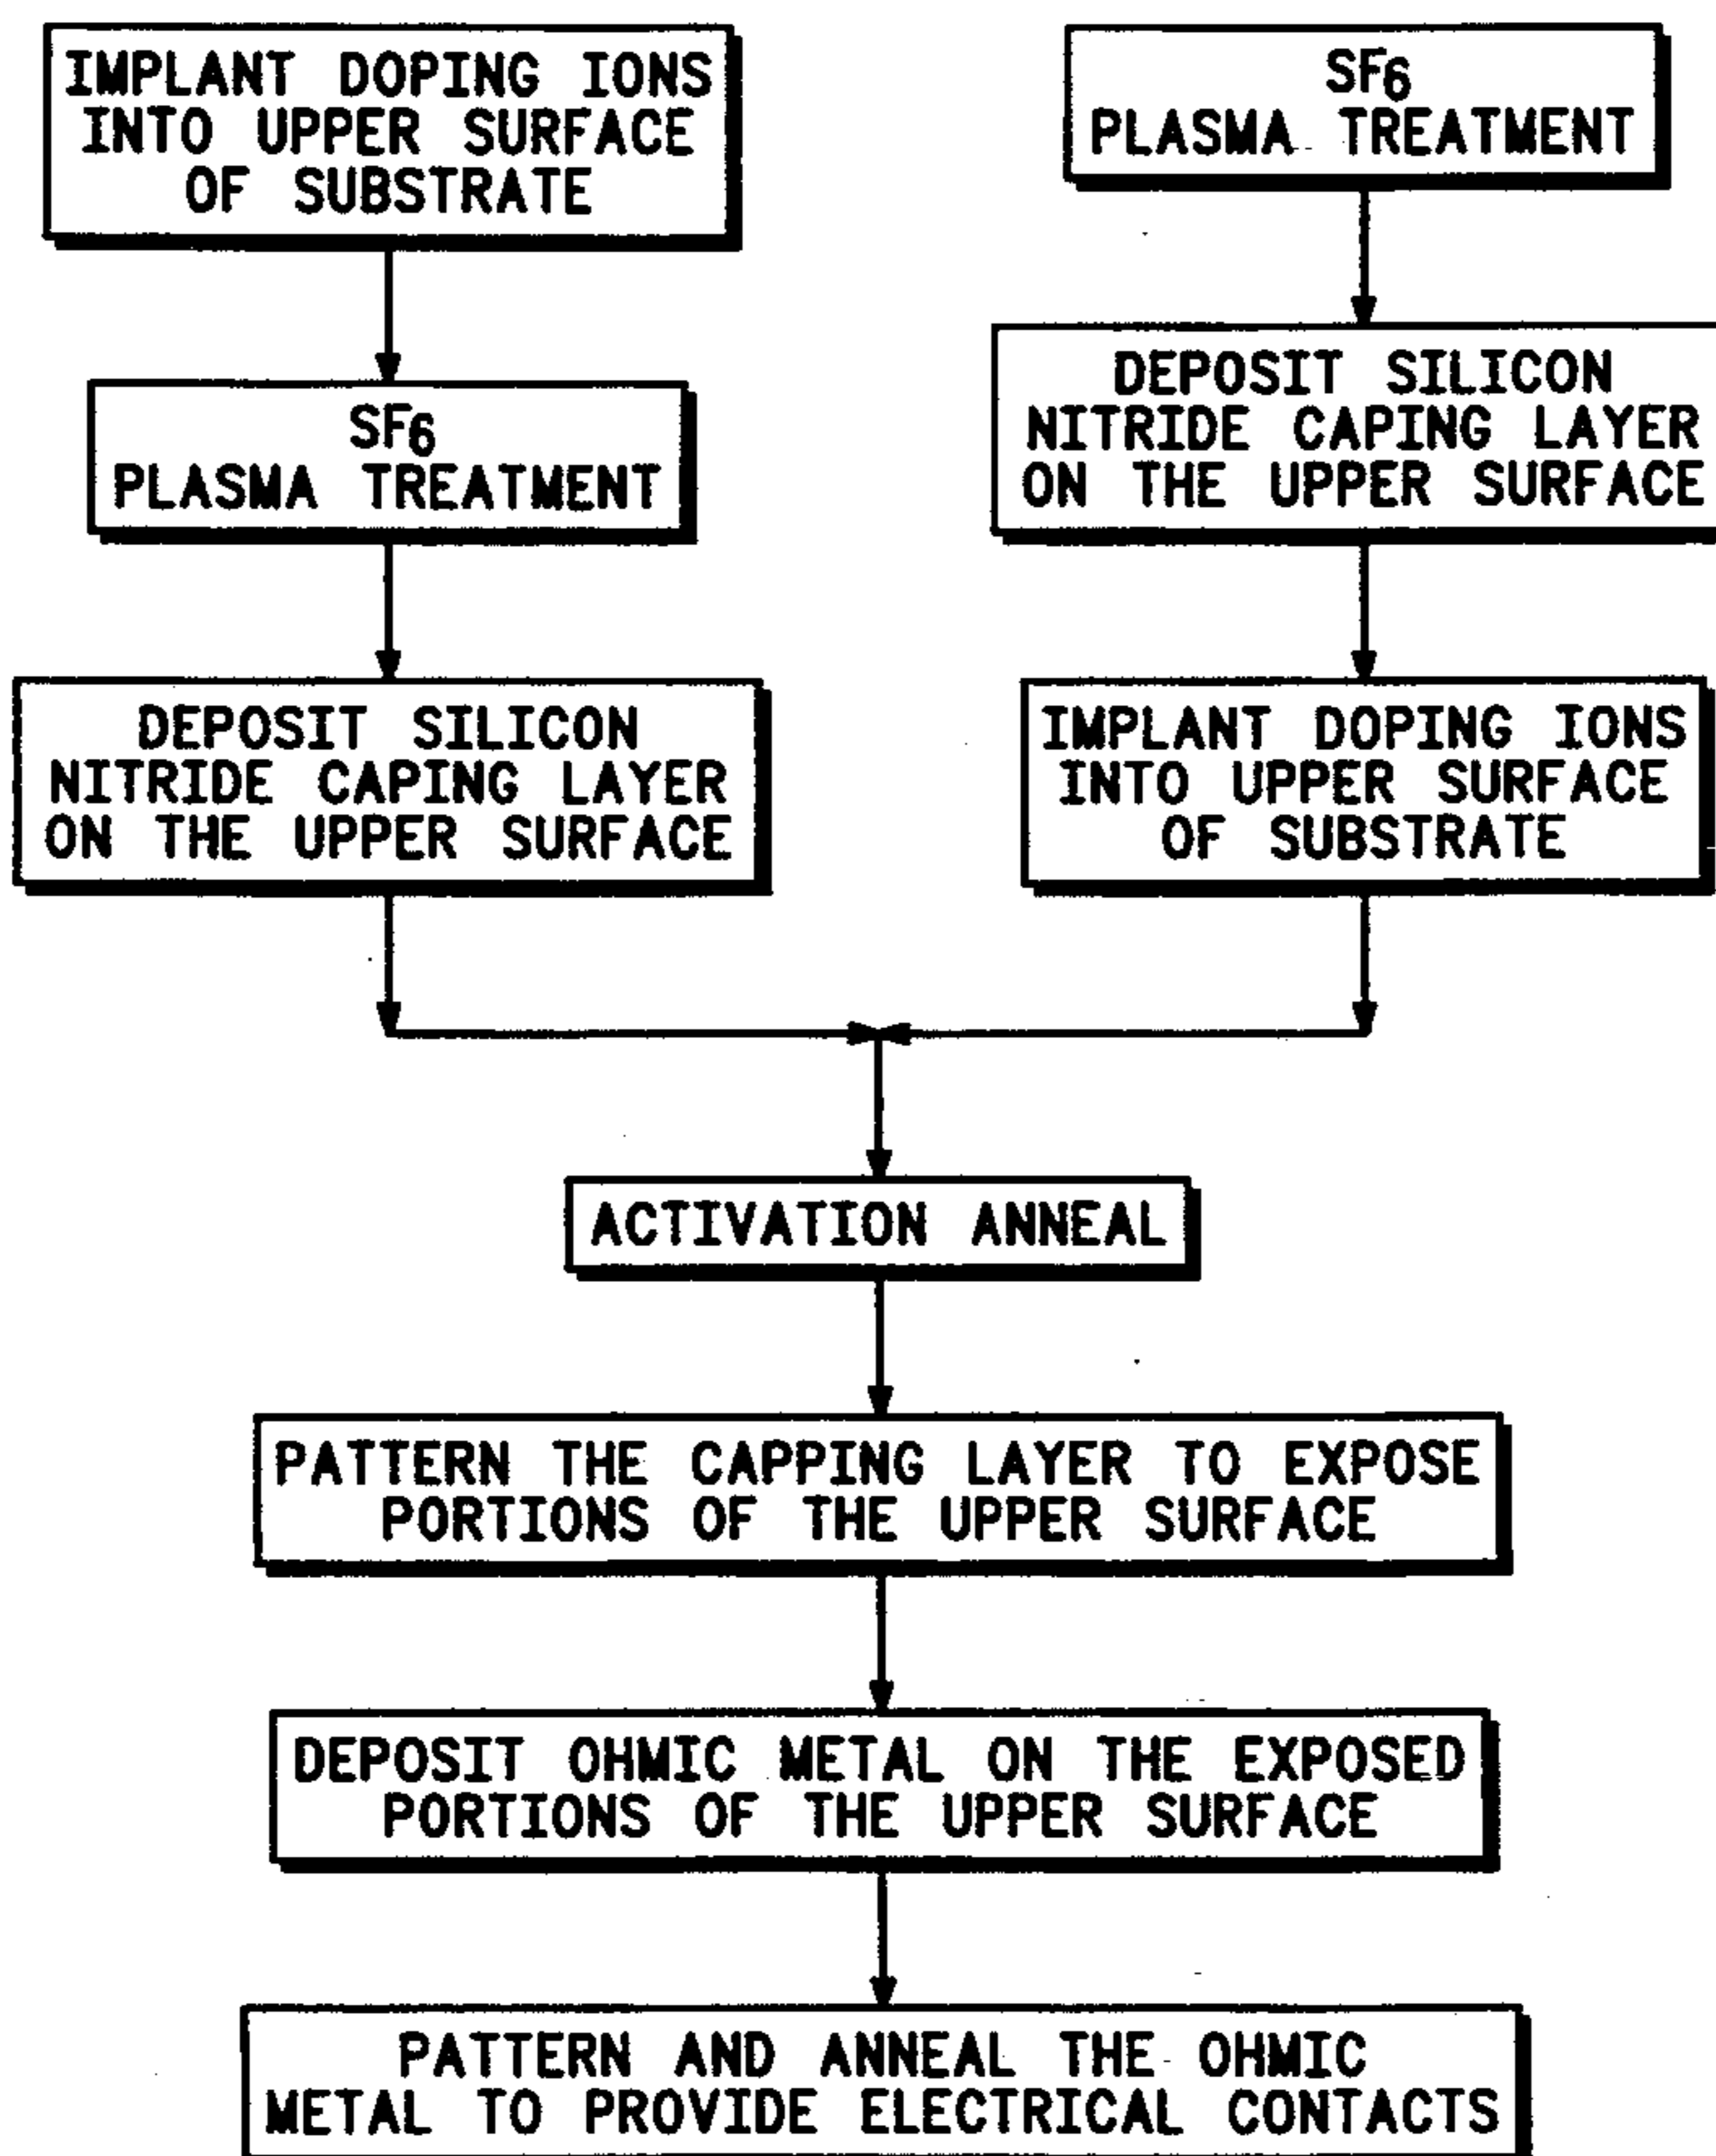 IMPLANT DOPING IONS
INTO UPPER SURFACE
OF SUBSTRATE
SF6
PLASMA TREATMENT
DEPOSIT SILICON
NITRIDE CAPING LAYER
ON THE UPPER SURFACE
SF6
PLASMA TREATMENT
DEPOSIT SILICON
NITRIDE CAPING LAYER
ON THE UPPER SURFACE
IMPLANT DOPING IONS
INTO UPPER SURFACE
OF SUBSTRATE
ACTIVATION ANNEAL
PATTERN THE CAPPING LAYER TO EXPOSE
PORTIONS OF THE UPPER SURFACE
DEPOSIT OHMIC METAL ON THE EXPOSED
PORTIONS OF THE UPPER SURFACE
PATTERN AND ANNEAL THE OHMIC
METAL TO PROVIDE ELECTRICAL CONTACTS